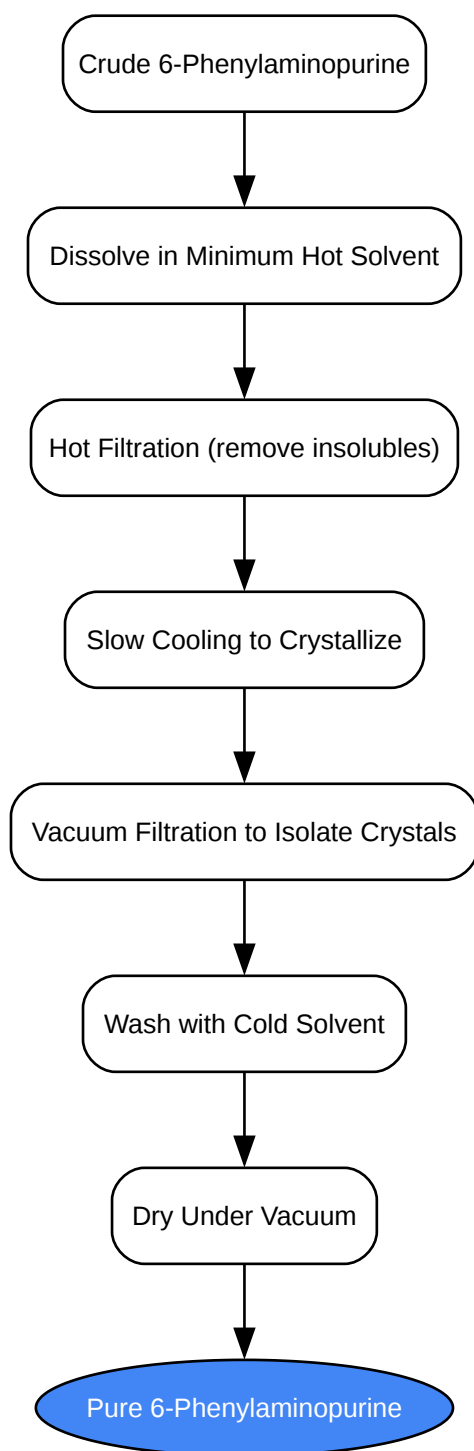 Crude 6-Phenylaminopurine
Dissolve in Minimum Hot Solvent
Hot Filtration (remove insolubles)
Slow Cooling to Crystallize
Vacuum Filtration to Isolate Crystals
Wash with Cold Solvent
Dry Under Vacuum
Pure 6-Phenylaminopurine